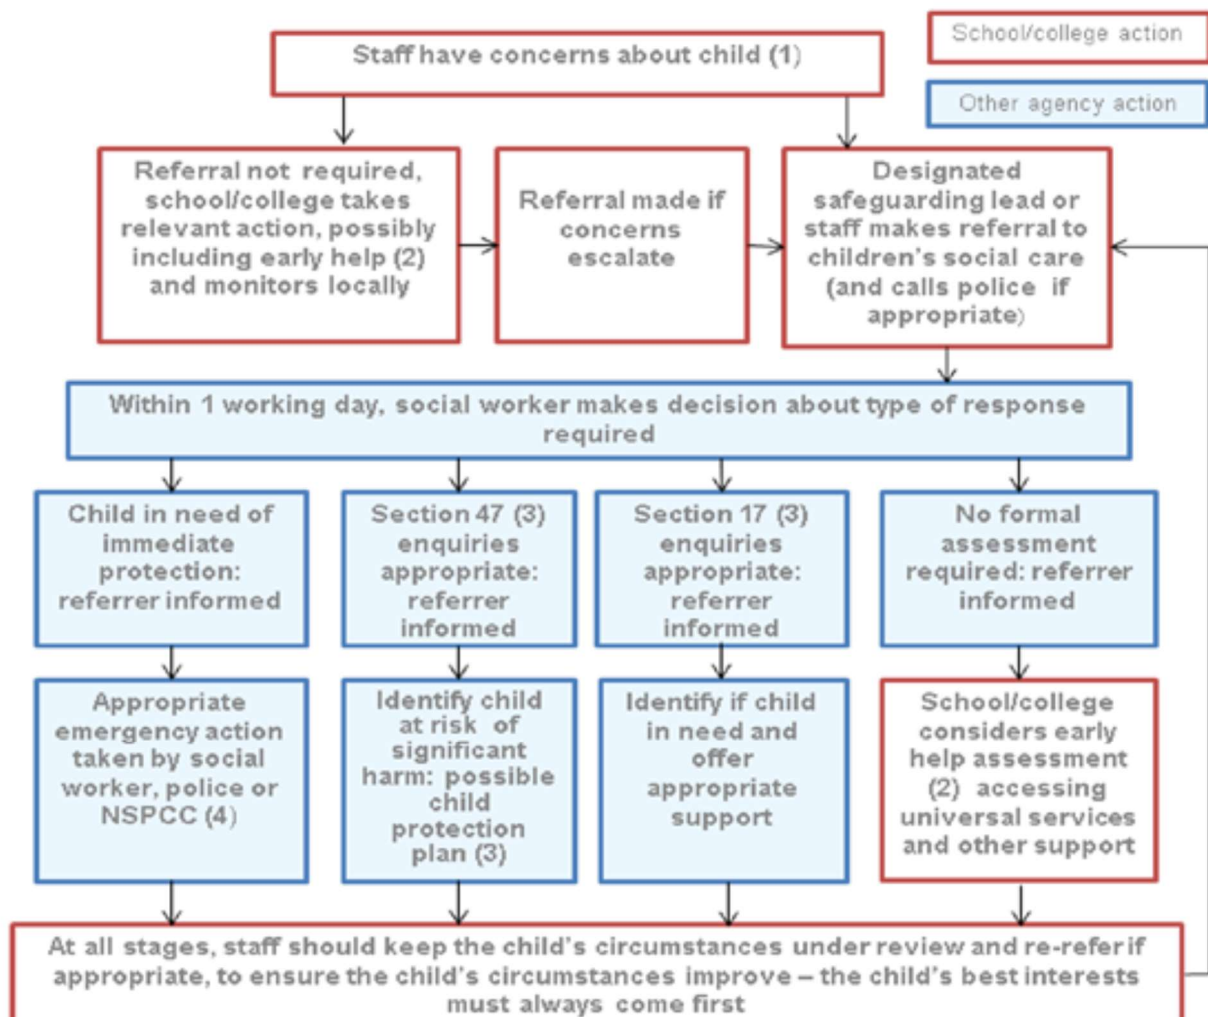 School/college action
Staff have concerns about child (1)
Other agency action
Referral not required,
school/college takes
relevant action, possibly
including early help (2)
and monitors locally
Referral made if
concerns
escalate
Designated
safeguarding lead or
staff makes referral to
children's social care
(and calls police if
appropriate)
Within 1 working day, social worker makes decision about type of response
required
Child in need of
immediate
protection:
referrer informed
Section 47 (3)
enquiries
appropriate:
referrer
informed
Section 17 (3)
enquiries
appropriate:
referrer
informed
No formal
assessment
required: referrer
informed
Appropriate
emergency action
taken by social
worker, police or
NSPCC (4)
Identify child
at risk of
significant
harm: possible
child
protection
plan (3)
Identify if child
in need and
offer
appropriate
support
School/college
considers early
help assessment
(2) accessing
universal services
and other support
At all stages, staff should keep the child's circumstances under review and re-refer if
appropriate, to ensure the child's circumstances improve – the child's best interests
must always come first